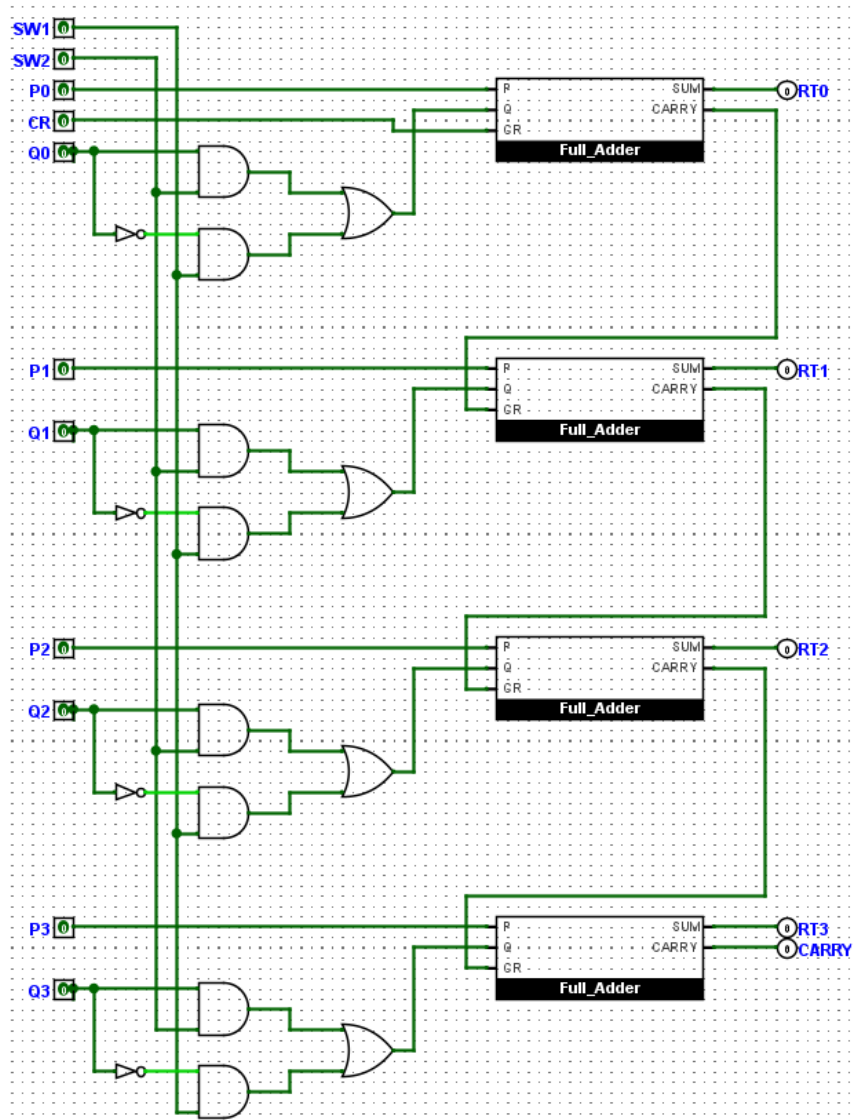 SW1 0
SW2 0
P0 0
P SUM 0 RT0
Q CARRY
CR 0
CR
Full_Adder
Q0 0
P1 0
P SUM 0 RT1
Q CARRY
CR
Full_Adder
Q1 0
P2 0
P SUM 0 RT2
Q CARRY
CR
Full_Adder
Q2 0
P3 0
P SUM 0 RT3
Q CARRY 0 CARRY
CR
Full_Adder
Q3 0